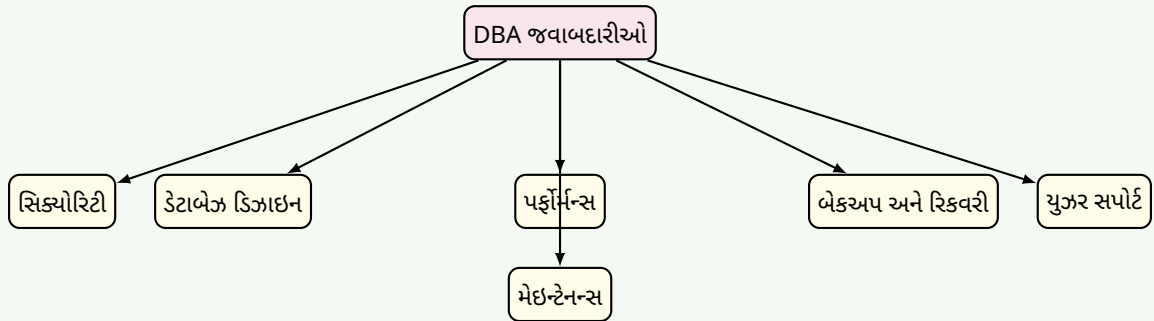 DBA જવાબદારીઓ
સિક્યોરિટી
ડેટાબેઝ ડિઝાઇન
પર્ફોર્મન્સ
બેકઅપ અને રિકવરી
યુઝર સપોર્ટ
મેઇન્ટેનન્સ